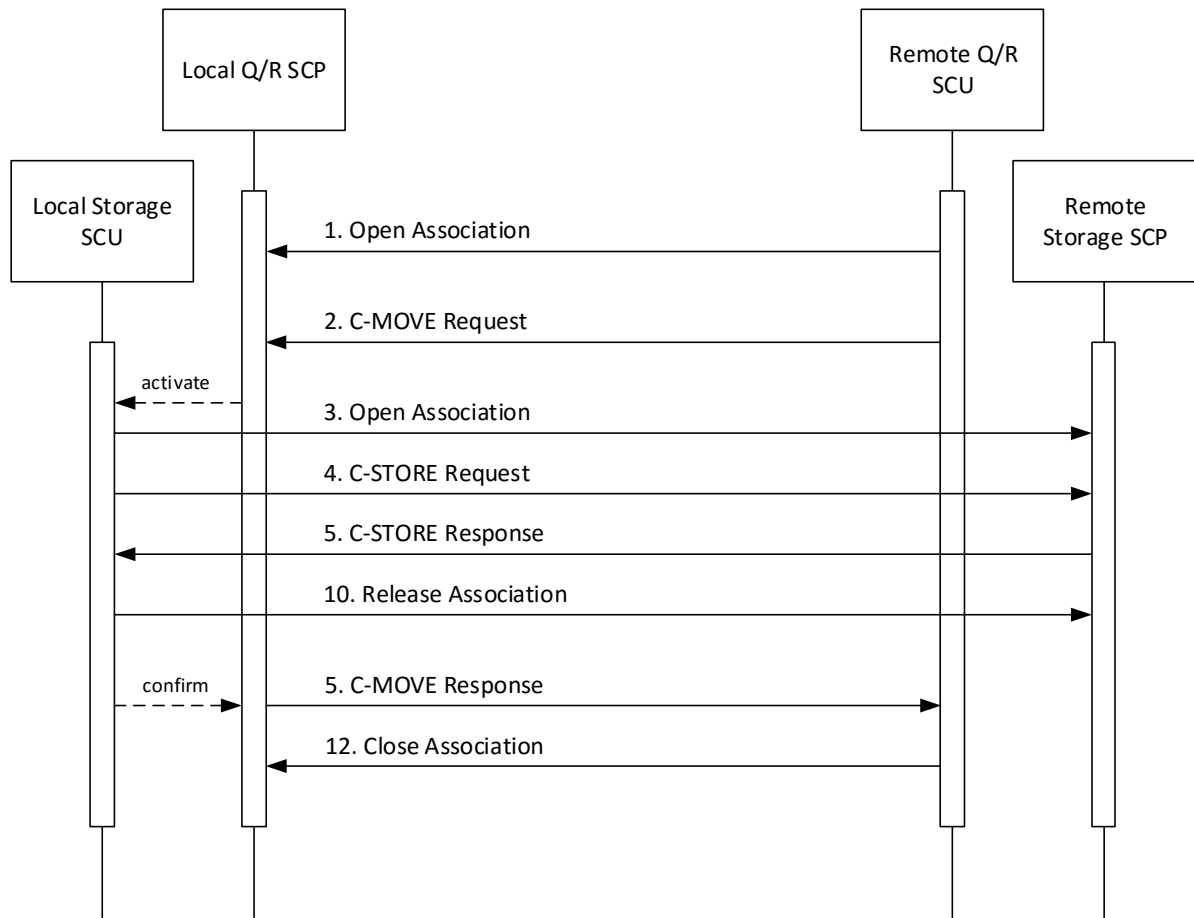 Local Q/R SCP
Remote Q/R
SCU
Local Storage
SCU
Remote
Storage SCP
1. Open Association
2. C-MOVE Request
activate
3. Open Association
4. C-STORE Request
5. C-STORE Response
10. Release Association
confirm
5. C-MOVE Response
12. Close Association